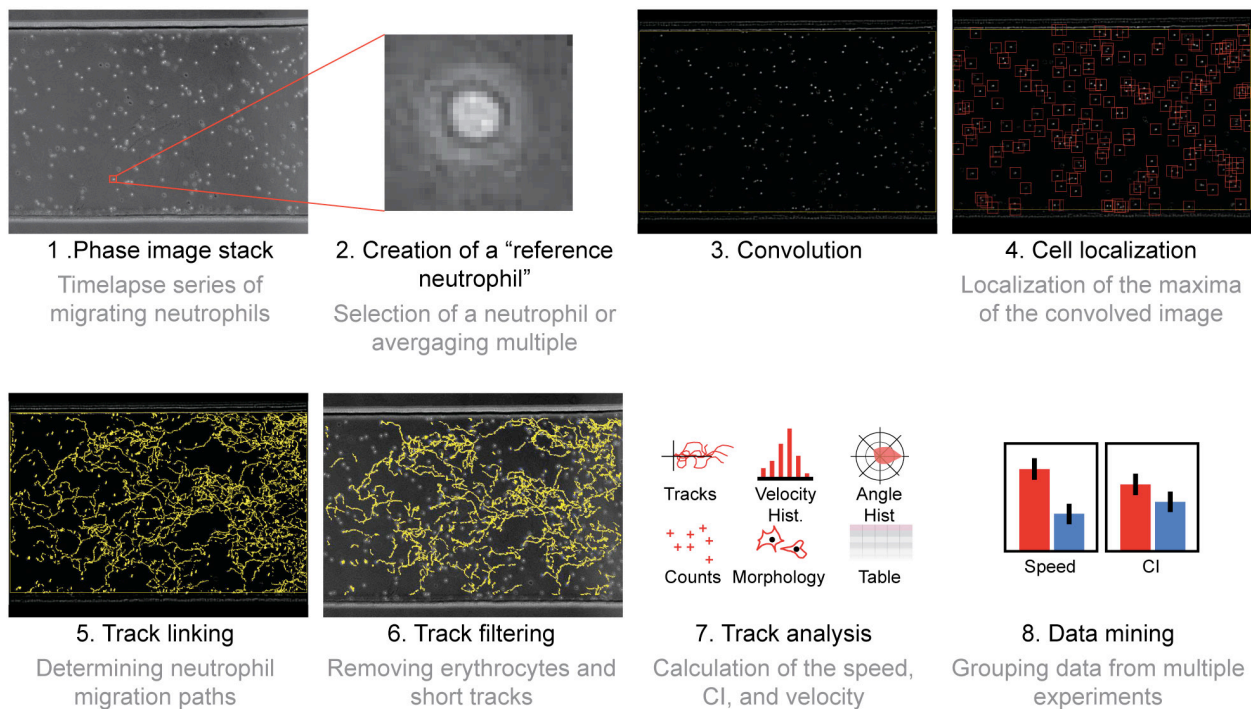 1 .Phase image stack
Timelapse series of
migrating neutrophils
2. Creation of a “reference
neutrophil”
Selection of a neutrophil or
avergaging multiple
3. Convolution
4. Cell localization
Localization of the maxima
of the convolved image
5. Track linking
Determining neutrophil
migration paths
6. Track filtering
Removing erythrocytes and
short tracks
Tracks
Velocity
Hist.
Angle
Hist
Counts
Morphology
Table
7. Track analysis
Calculation of the speed,
CI, and velocity
Speed
CI
8. Data mining
Grouping data from multiple
experiments